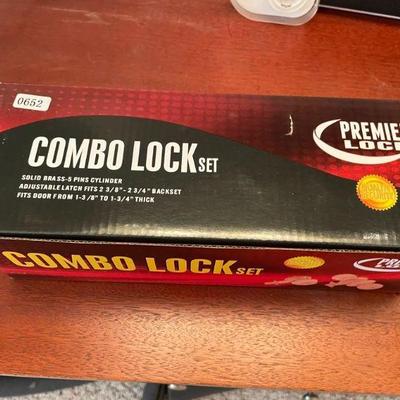 0652
PREMIER
LOCK
COMBO LOCK SET
SOLID BRASS-5 PINS CYLINDER
ADJUSTABLE LATCH FITS 2 3/8"- 2 3/4" BACKSET
FITS DOOR FROM 1-3 /8" TO 1-3/4" THICK
COMBO LOCK SET